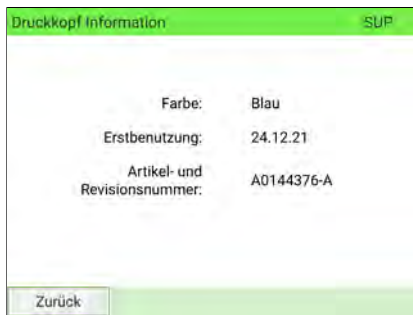 Druckkopf Information SUP
Farbe: Blau
Erstbenutzung: 24.12.21
Artikel- und
Revisionsnummer: A0144376-A
Zurück